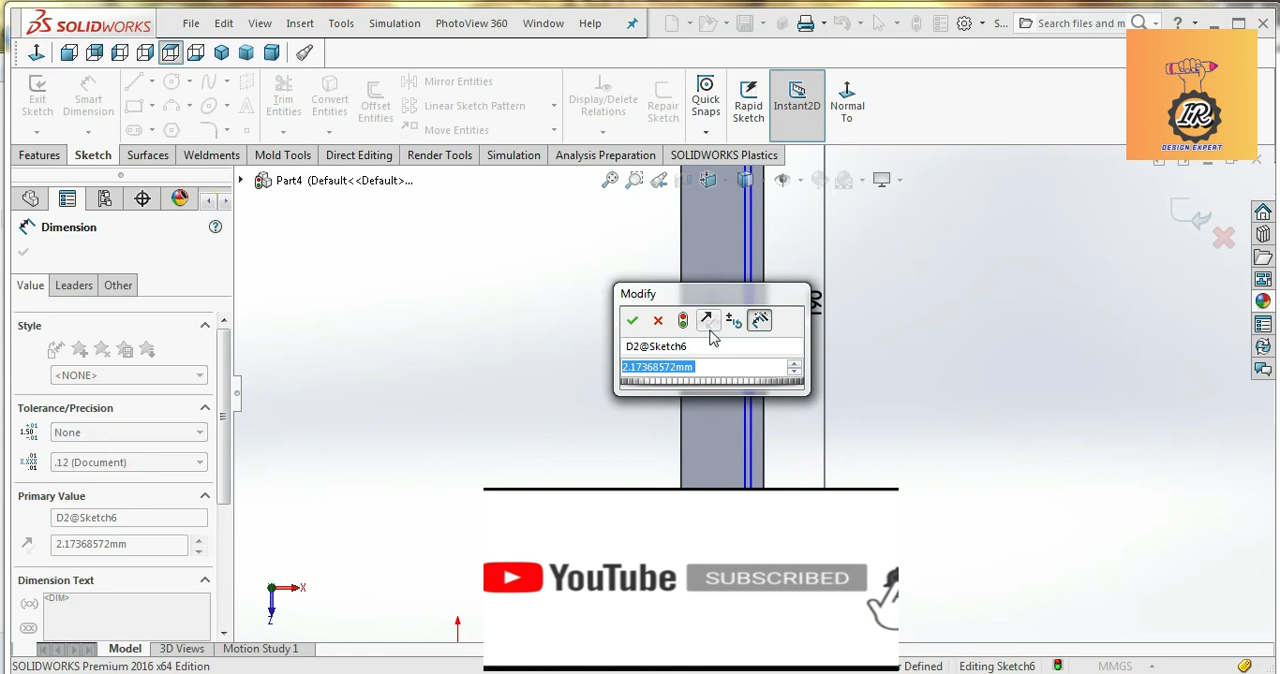 SOLIDWORKS File Edit View Insert Tools Simulation PhotoView 360 Window Help S... Search files and m ?
Exit Sketch Smart Dimension Trim Entities Convert Entities Offset Entities Mirror Entities Linear Sketch Pattern Move Entities Display/Delete Relations Repair Sketch Quick Snaps Rapid Sketch Instant2D Normal To
IR
DESIGN EXPERT
Features Sketch Surfaces Weldments Mold Tools Direct Editing Render Tools Simulation Analysis Preparation SOLIDWORKS Plastics
Part4 (Default<<Default>...
Dimension ?
Value Leaders Other
Style
<NONE>
Tolerance/Precision
None
.12 (Document)
Primary Value
D2@Sketch6
2.17368572mm
Dimension Text
<DIM>
Modify
D2@Sketch6
2.17368572mm
190
X
Z
YouTube SUBSCRIBED
Model 3D Views Motion Study 1
SOLIDWORKS Premium 2016 x64 Edition Defined Editing Sketch6 MMGS